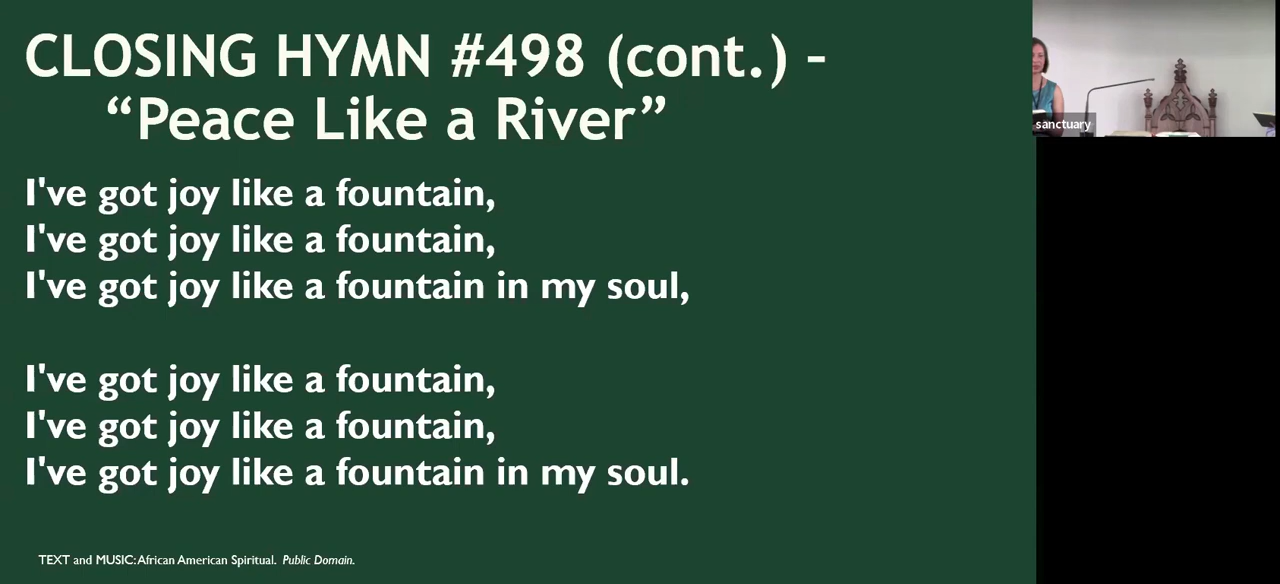 CLOSING HYMN #498 (cont.) –
“Peace Like a River”
I've got joy like a fountain,
I've got joy like a fountain,
I've got joy like a fountain in my soul,
I've got joy like a fountain,
I've got joy like a fountain,
I've got joy like a fountain in my soul.
TEXT and MUSIC: African American Spiritual. Public Domain.
sanctuary